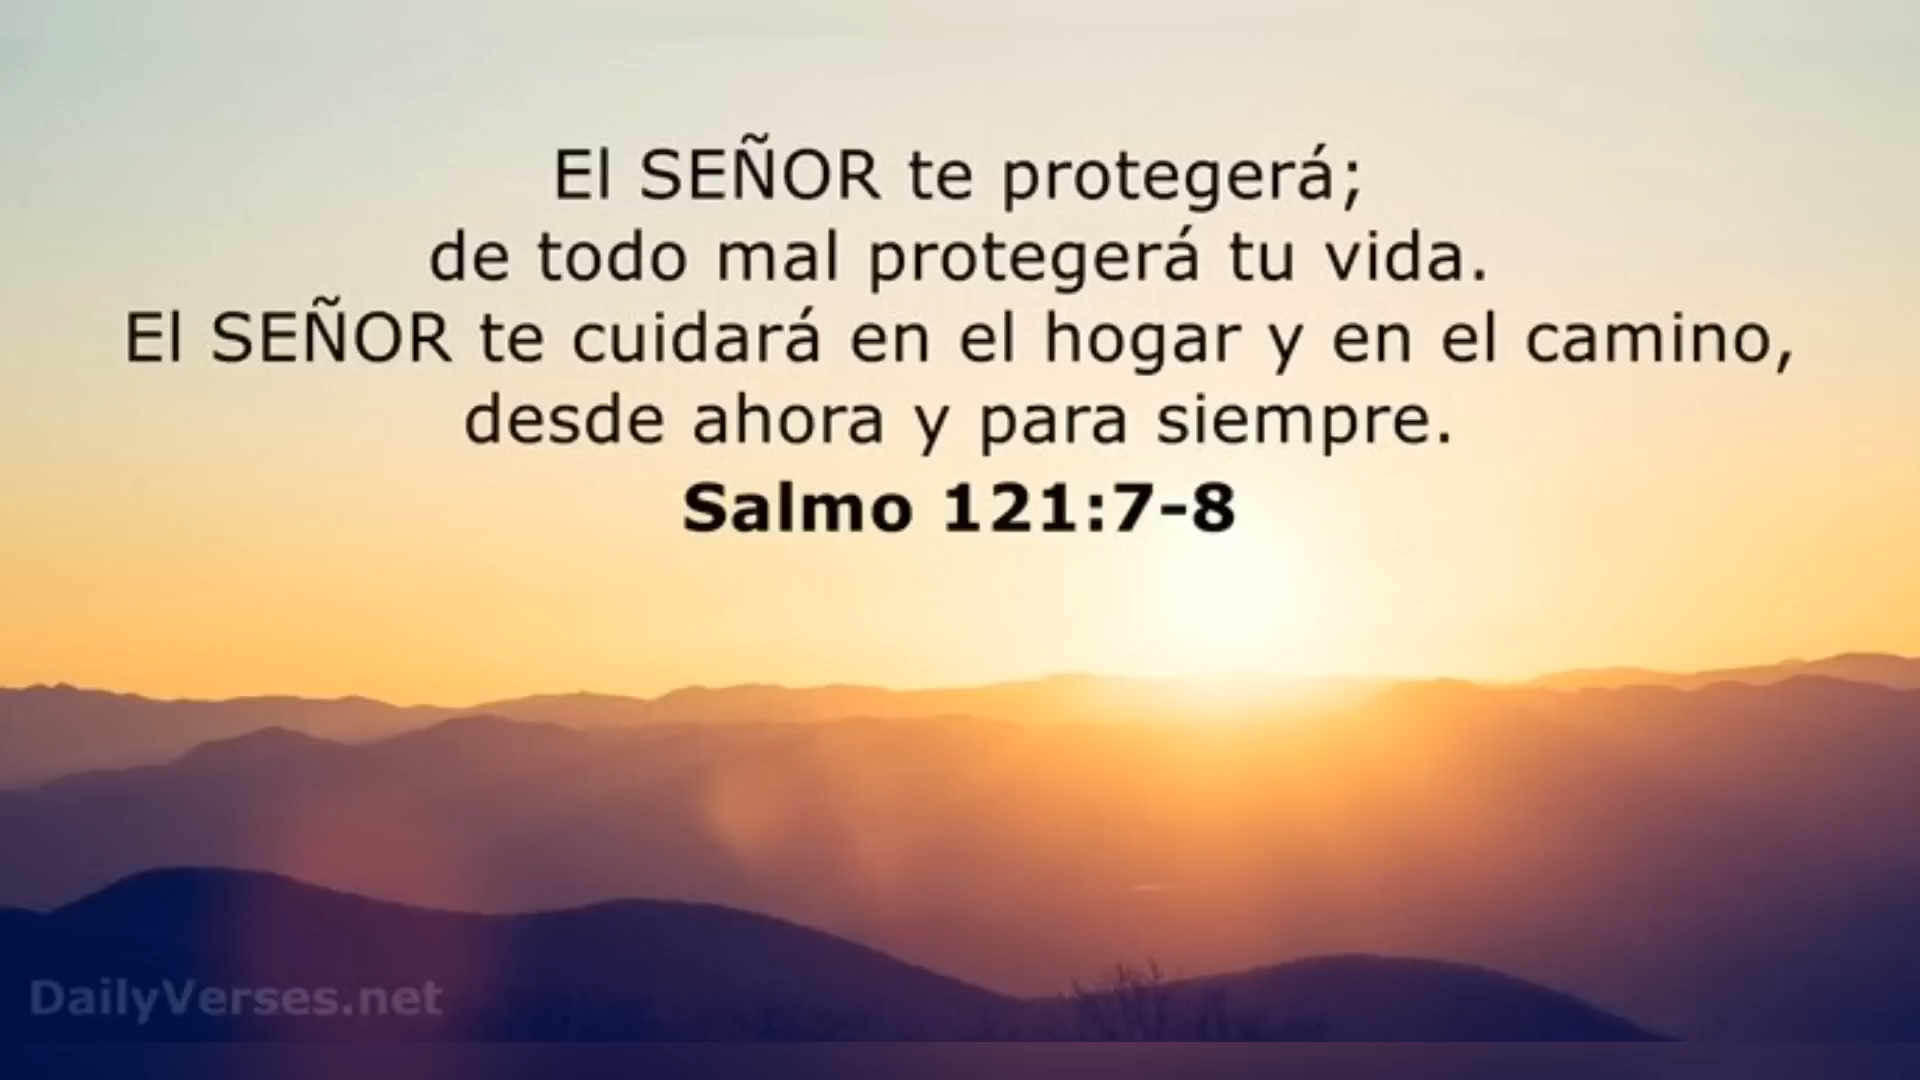 El SEÑOR te protegerá;
de todo mal protegerá tu vida.
El SEÑOR te cuidará en el hogar y en el camino,
desde ahora y para siempre.
Salmo 121:7-8
DailyVerses.net